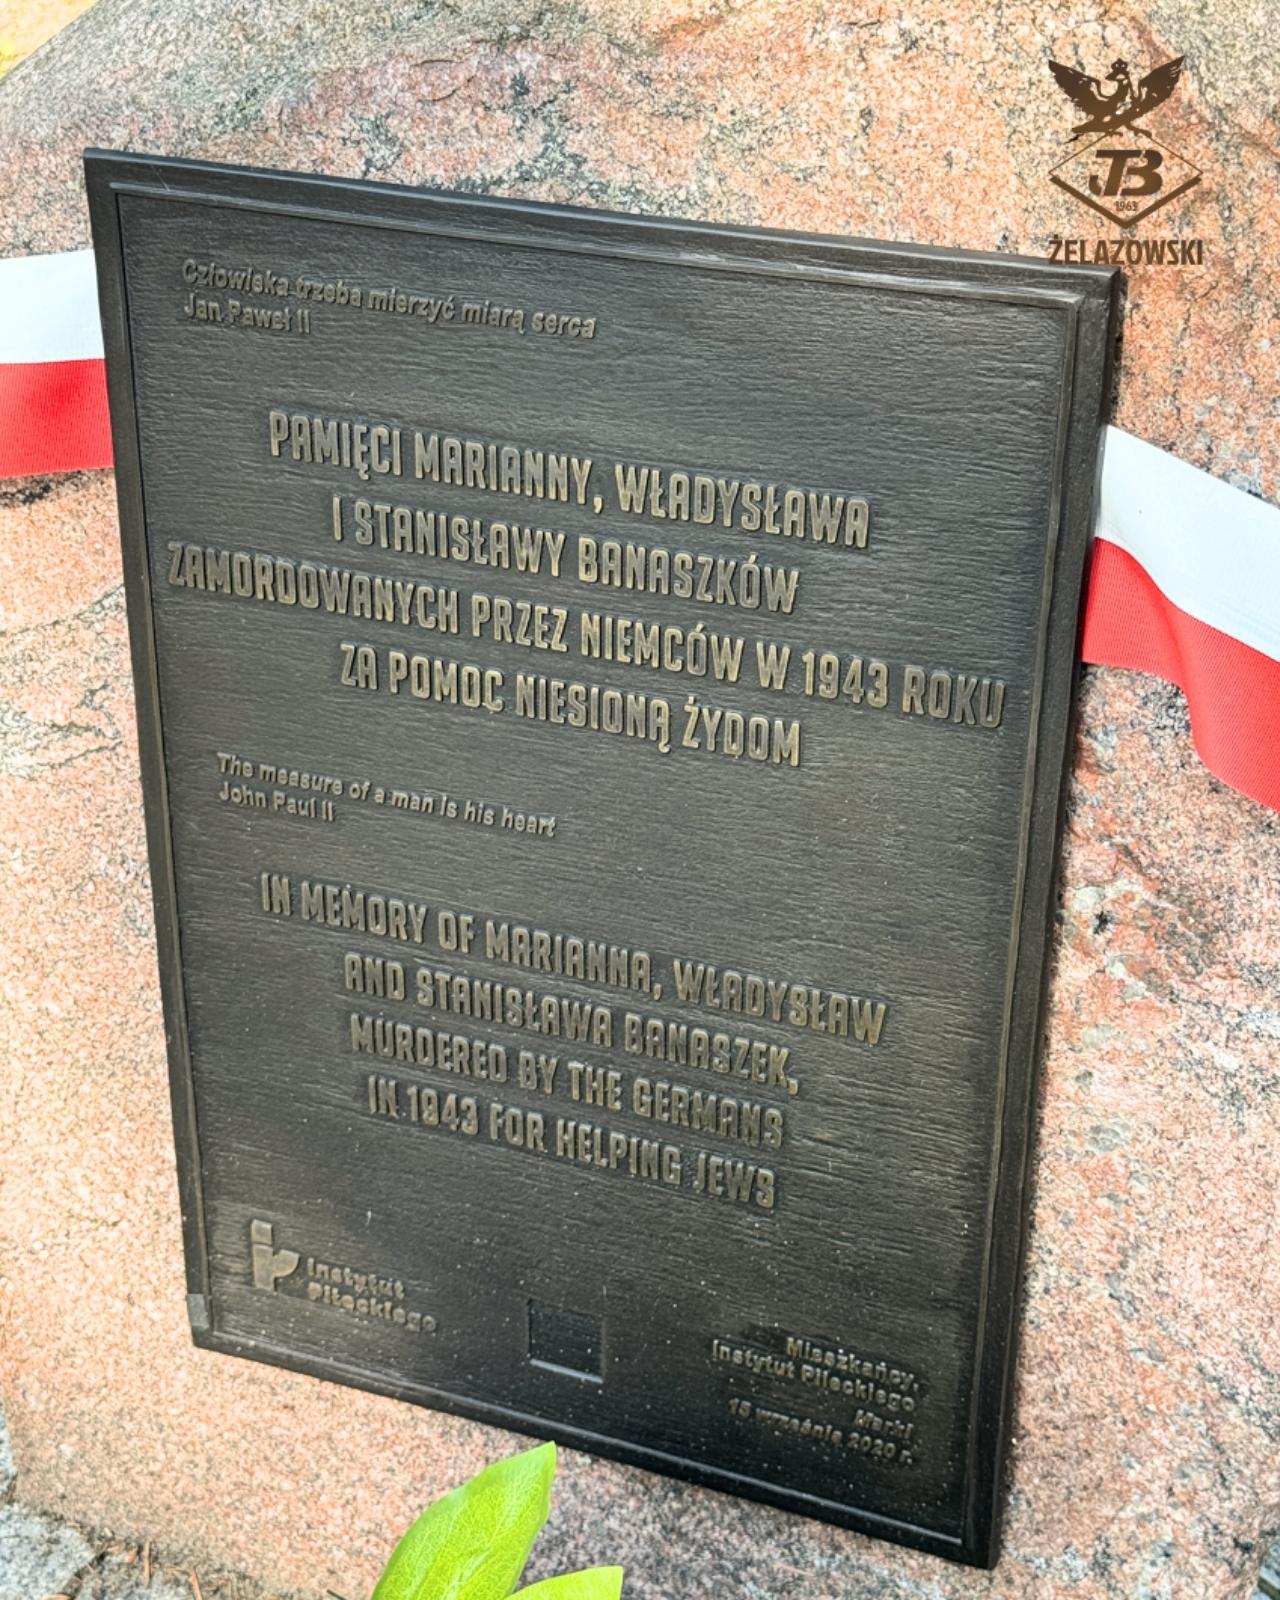 JB
1963
ŻELAZOWSKI
Człowieka trzeba mierzyć miarą serca
Jan Paweł II
PAMIĘCI MARIANNY, WŁADYSŁAWA
I STANISŁAWY BANASZKÓW
ZAMORDOWANYCH PRZEZ NIEMCÓW W 1943 ROKU
ZA POMOC NIESIONĄ ŻYDOM
The measure of a man is his heart
John Paul II
IN MEMORY OF MARIANNA, WŁADYSŁAW
AND STANISŁAWA BANASZEK,
MURDERED BY THE GERMANS
IN 1943 FOR HELPING JEWS
Instytut
Pileckiego
Mieszkańcy,
Instytut Pileckiego
Marki
15 września 2020 r.